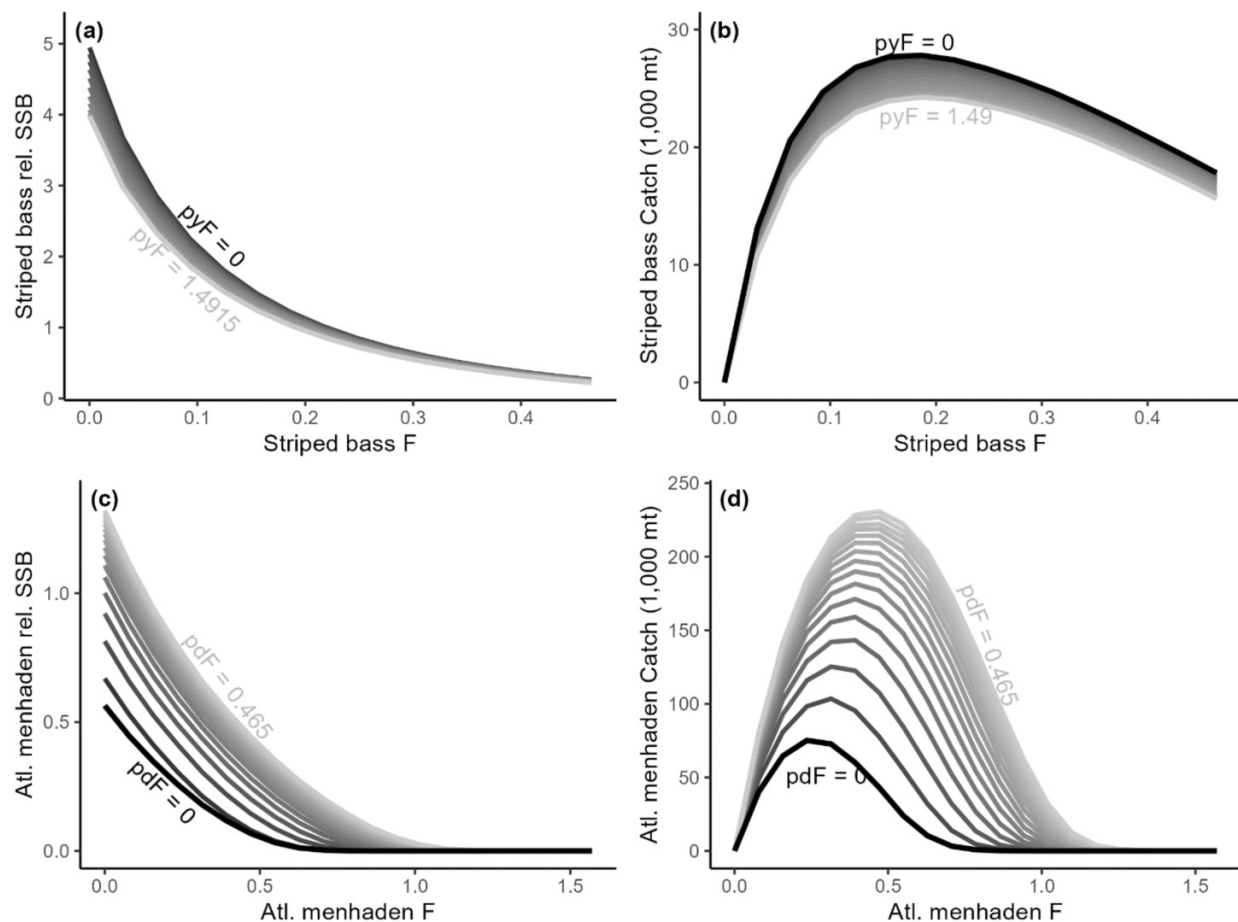 (a)
5
4
3
2
1
0
Striped bass rel. SSB
pyF = 0
pyF = 1.4915
0.0 0.1 0.2 0.3 0.4
Striped bass F
(b)
30
20
10
0
Striped bass Catch (1,000 mt)
pyF = 0
pyF = 1.49
0.0 0.1 0.2 0.3 0.4
Striped bass F
(c)
1.0
0.5
0.0
Atl. menhaden rel. SSB
pdF = 0.465
pdF = 0
0.0 0.5 1.0 1.5
Atl. menhaden F
(d)
250
200
150
100
50
0
Atl. menhaden Catch (1,000 mt)
pdF = 0.465
pdF = 0
0.0 0.5 1.0 1.5
Atl. menhaden F